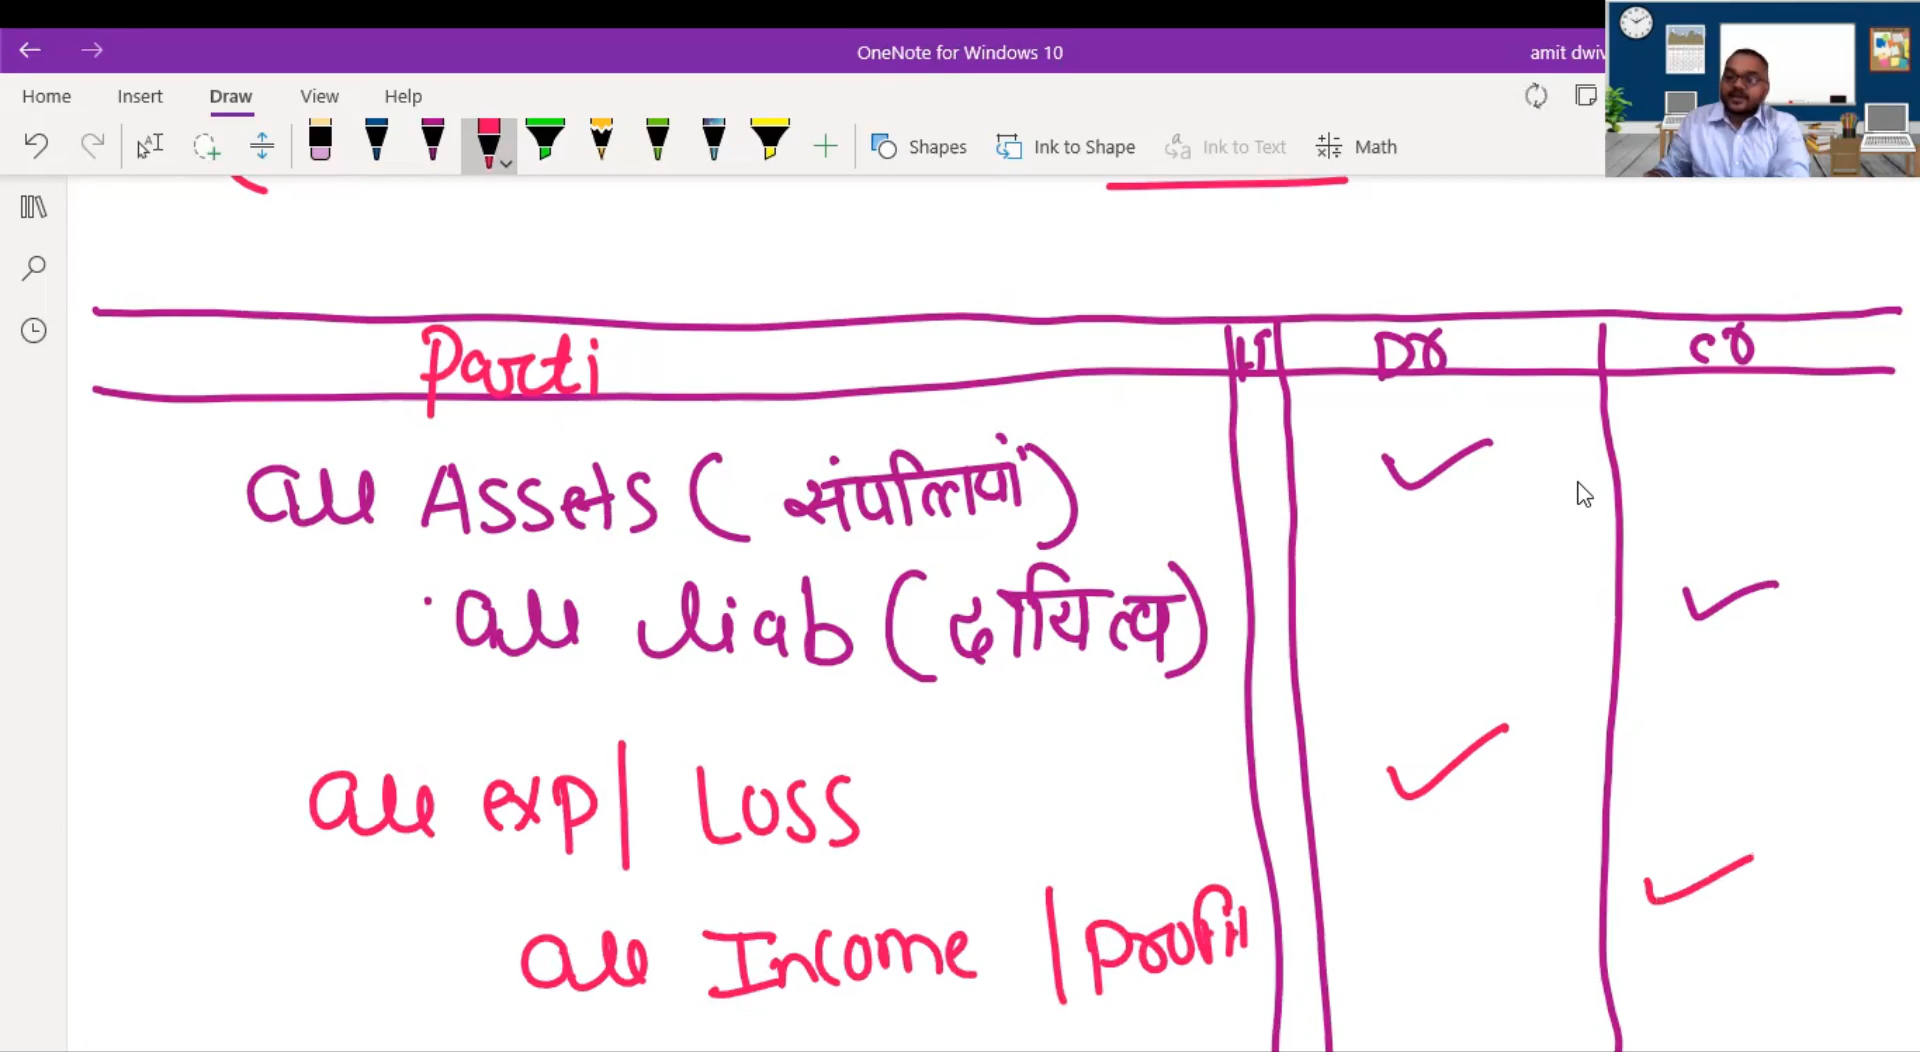 OneNote for Windows 10
amit dwiv
Home Insert Draw View Help
Shapes Ink to Shape Ink to Text Math
Parti LF Dr Cr
all Assets ( संपत्तियां )
all liab ( दायित्व )
all exp | Loss
all Income | Profit